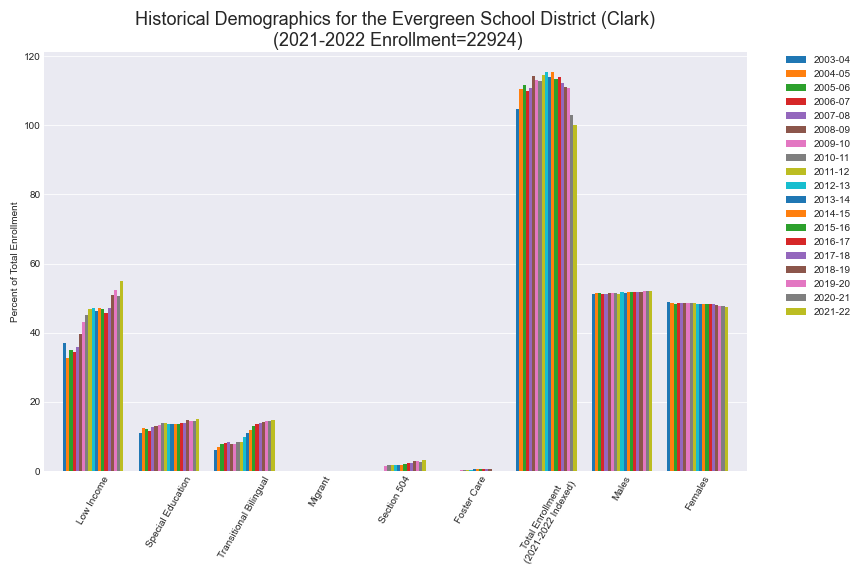 Historical Demographics for the Evergreen School District (Clark)
(2021-2022 Enrollment=22924)
Percent of Total Enrollment
120
100
80
60
40
20
0
Low Income
Special Education
Transitional Bilingual
Migrant
Section 504
Foster Care
Total Enrollment
(2021-2022 Indexed)
Males
Females
2003-04
2004-05
2005-06
2006-07
2007-08
2008-09
2009-10
2010-11
2011-12
2012-13
2013-14
2014-15
2015-16
2016-17
2017-18
2018-19
2019-20
2020-21
2021-22